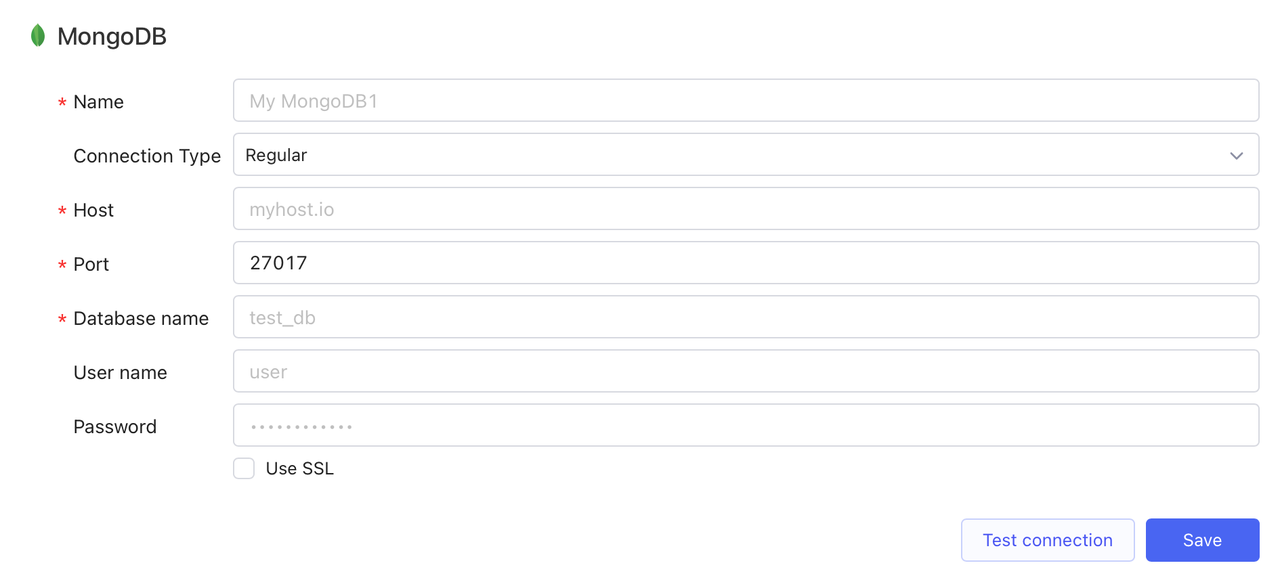 MongoDB
* Name My MongoDB1
Connection Type Regular
* Host myhost.io
* Port 27017
* Database name test_db
User name user
Password ••••••••••••
Use SSL
Test connection Save